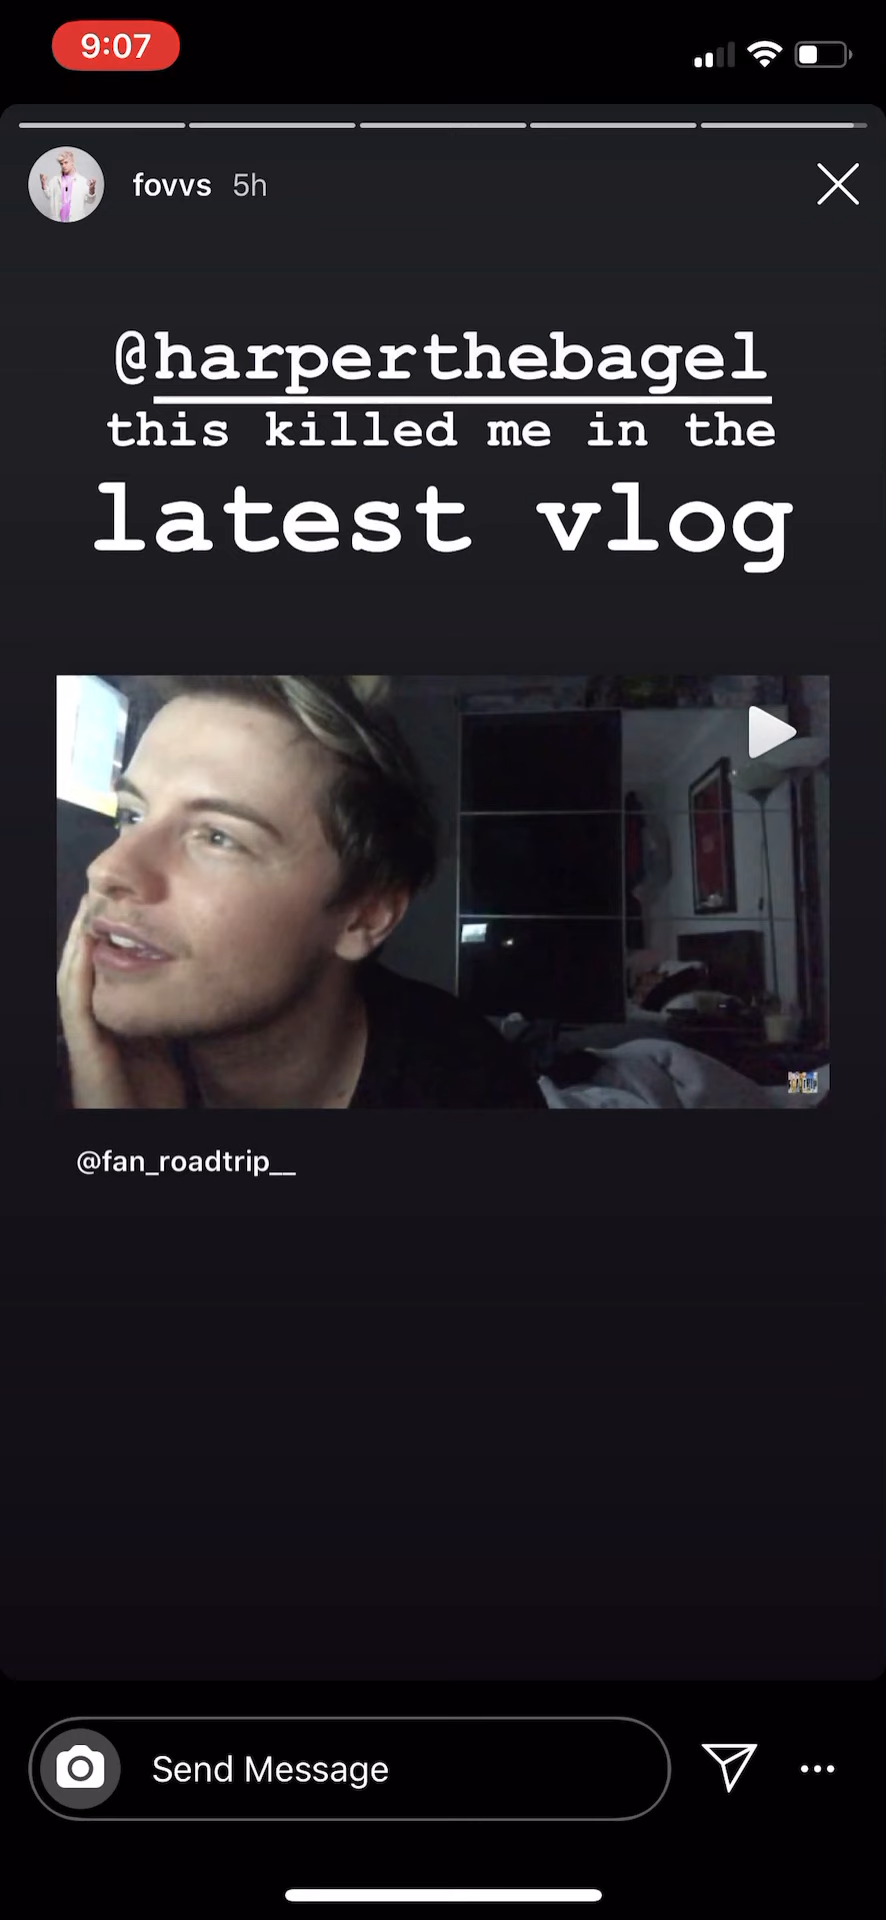 9:07
fovvs 5h
@harperthebagel
this killed me in the
latest vlog
@fan_roadtrip__
Send Message